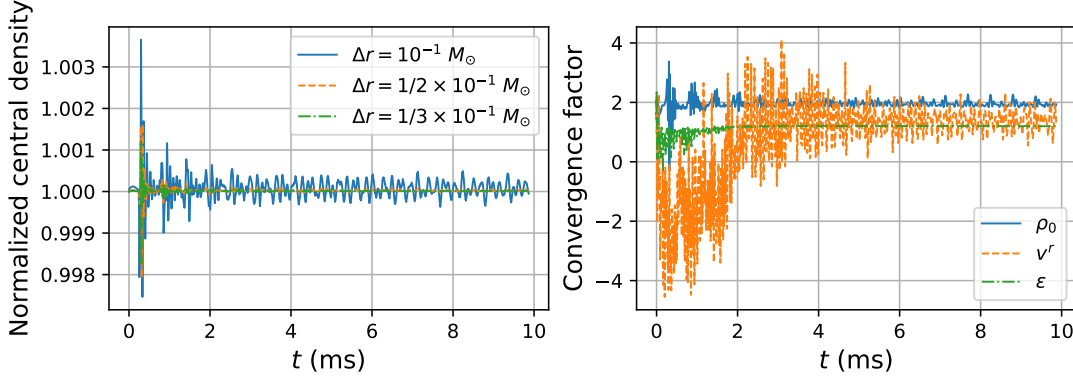 Normalized central density
1.003
1.002
1.001
1.000
0.999
0.998
0
2
4
6
8
10
t (ms)
Δr = 10⁻¹ M⊙
Δr = 1/2 × 10⁻¹ M⊙
Δr = 1/3 × 10⁻¹ M⊙
Convergence factor
4
2
0
−2
−4
0
2
4
6
8
10
t (ms)
ρ₀
vʳ
ε